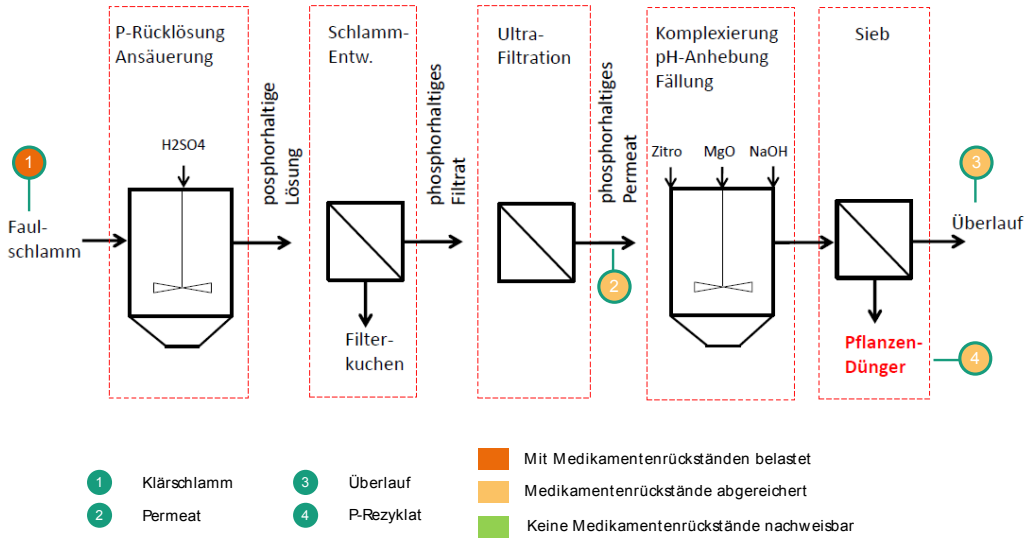 P-Rücklösung
Ansäuerung
Schlamm-
Entw.
Ultra-
Filtration
Komplexierung
pH-Anhebung
Fällung
Sieb
H2SO4
posphorhaltige
Lösung
phosphorhaltiges
Filtrat
phosphorhaltiges
Permeat
Zitro
MgO
NaOH
1
Faul-
schlamm
2
3
Überlauf
Filter-
kuchen
Pflanzen-
Dünger
4
1 Klärschlamm
2 Permeat
3 Überlauf
4 P-Rezyklat
Mit Medikamentenrückständen belastet
Medikamentenrückstände abgereichert
Keine Medikamentenrückstände nachweisbar